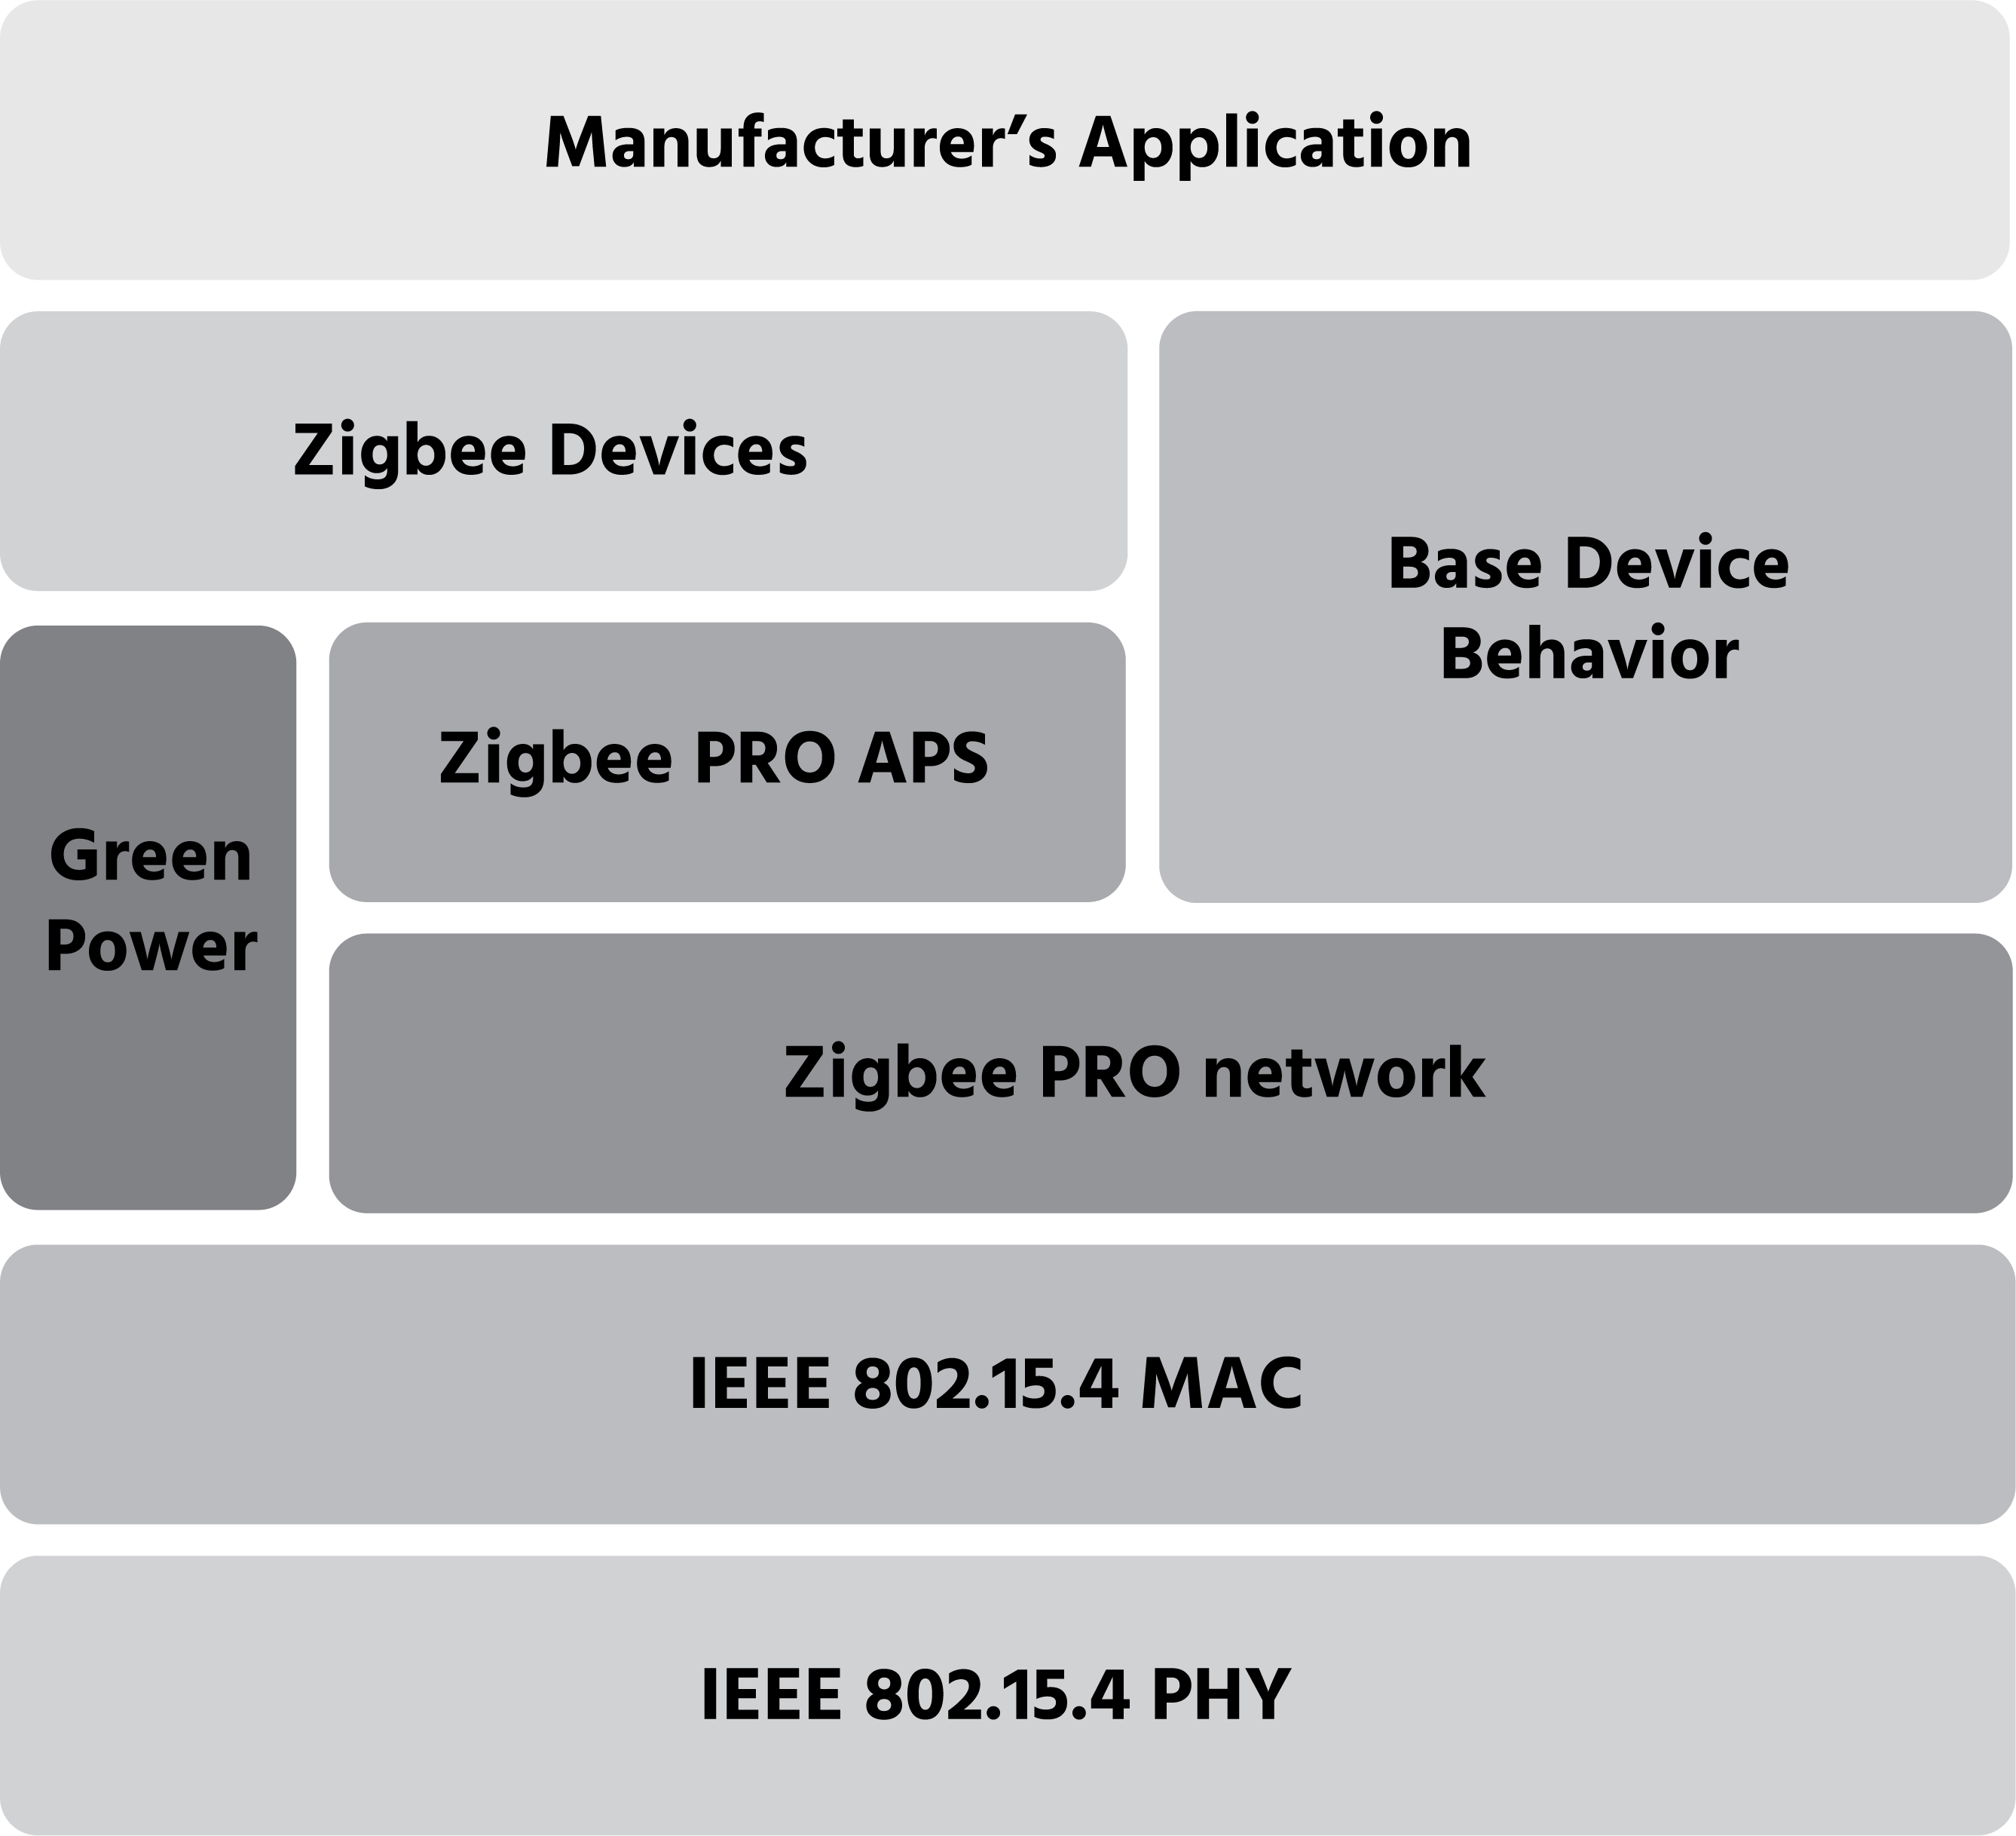 Manufacturer’s Application
Zigbee Devices
Base Device
Behavior
Zigbee PRO APS
Green
Power
Zigbee PRO network
IEEE 802.15.4 MAC
IEEE 802.15.4 PHY